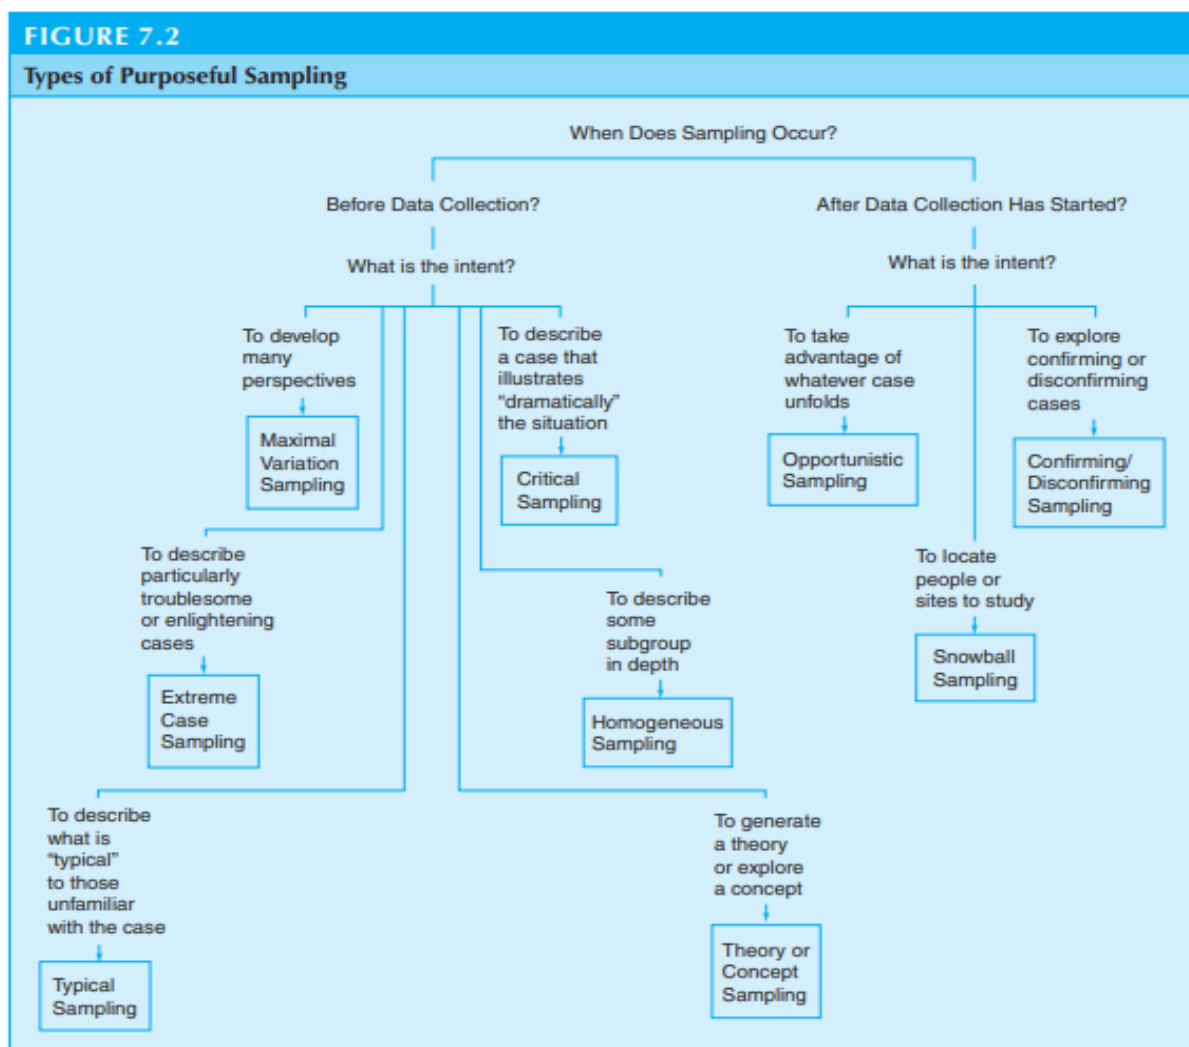 FIGURE 7.2
Types of Purposeful Sampling
When Does Sampling Occur?
Before Data Collection?
After Data Collection Has Started?
What is the intent?
What is the intent?
To develop
many
perspectives
Maximal
Variation
Sampling
To describe
a case that
illustrates
“dramatically”
the situation
Critical
Sampling
To take
advantage of
whatever case
unfolds
Opportunistic
Sampling
To explore
confirming or
disconfirming
cases
Confirming/
Disconfirming
Sampling
To describe
particularly
troublesome
or enlightening
cases
Extreme
Case
Sampling
To describe
some
subgroup
in depth
Homogeneous
Sampling
To locate
people or
sites to study
Snowball
Sampling
To describe
what is
“typical”
to those
unfamiliar
with the case
Typical
Sampling
To generate
a theory
or explore
a concept
Theory or
Concept
Sampling